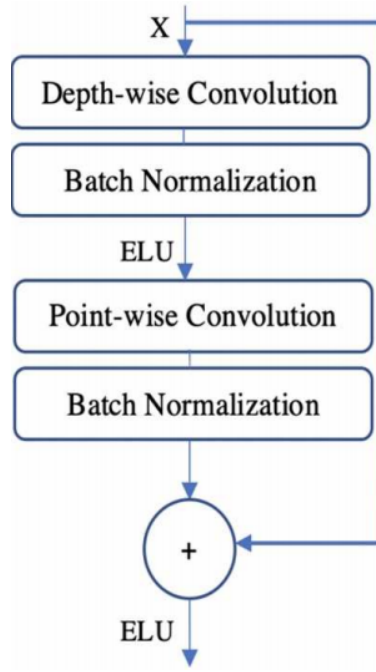 X
Depth-wise Convolution
Batch Normalization
ELU
Point-wise Convolution
Batch Normalization
+
ELU